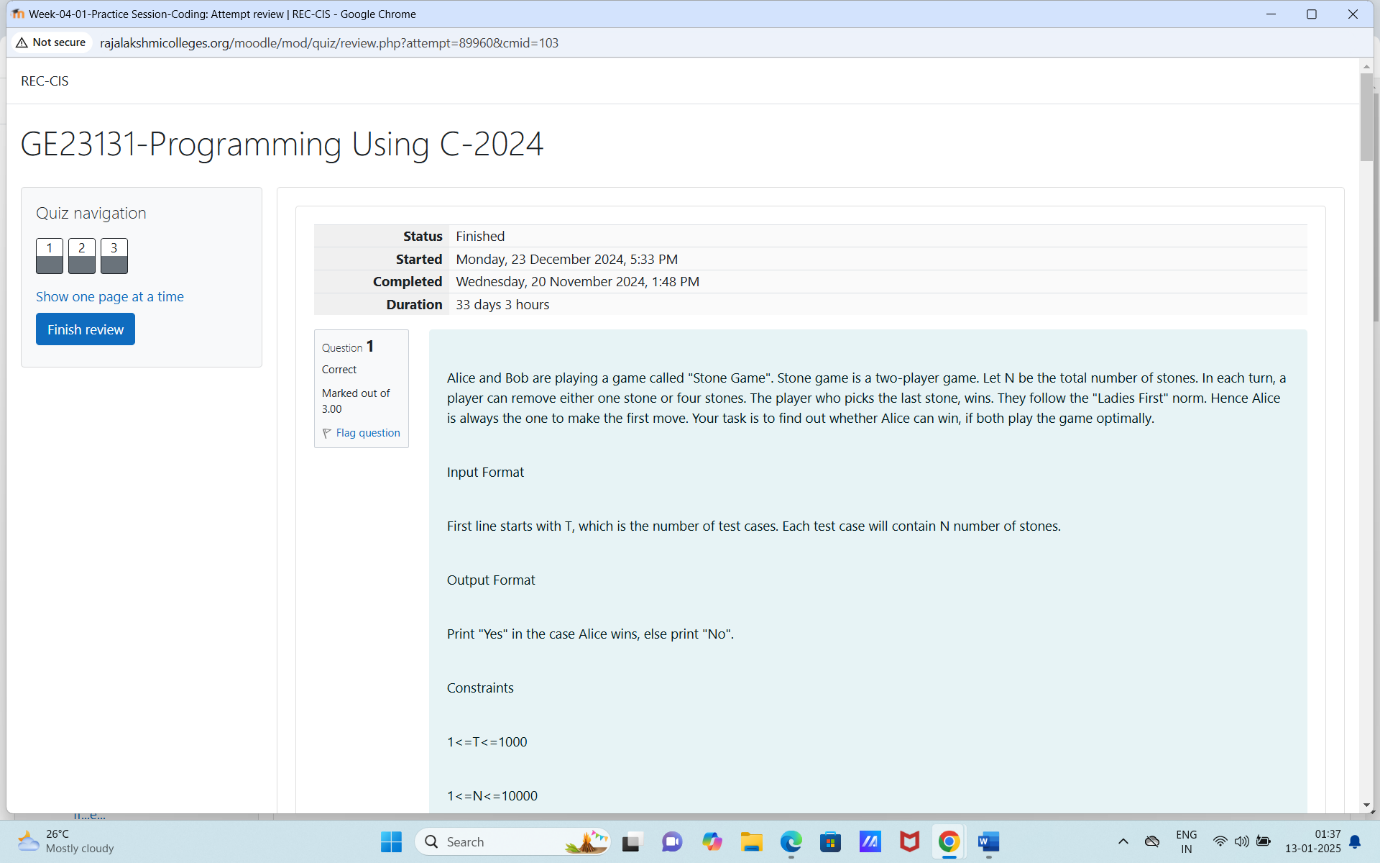 Week-04-01-Practice Session-Coding: Attempt review | REC-CIS - Google Chrome
Not secure rajalakshmicolleges.org/moodle/mod/quiz/review.php?attempt=89960&cmid=103
REC-CIS
GE23131-Programming Using C-2024
Quiz navigation
1 2 3
Show one page at a time
Finish review
Status Finished
Started Monday, 23 December 2024, 5:33 PM
Completed Wednesday, 20 November 2024, 1:48 PM
Duration 33 days 3 hours
Question 1
Correct
Marked out of
3.00
Flag question
Alice and Bob are playing a game called "Stone Game". Stone game is a two-player game. Let N be the total number of stones. In each turn, a
player can remove either one stone or four stones. The player who picks the last stone, wins. They follow the "Ladies First" norm. Hence Alice
is always the one to make the first move. Your task is to find out whether Alice can win, if both play the game optimally.
Input Format
First line starts with T, which is the number of test cases. Each test case will contain N number of stones.
Output Format
Print "Yes" in the case Alice wins, else print "No".
Constraints
1<=T<=1000
1<=N<=10000
26°C
Mostly cloudy
Search
ENG
IN
01:37
13-01-2025